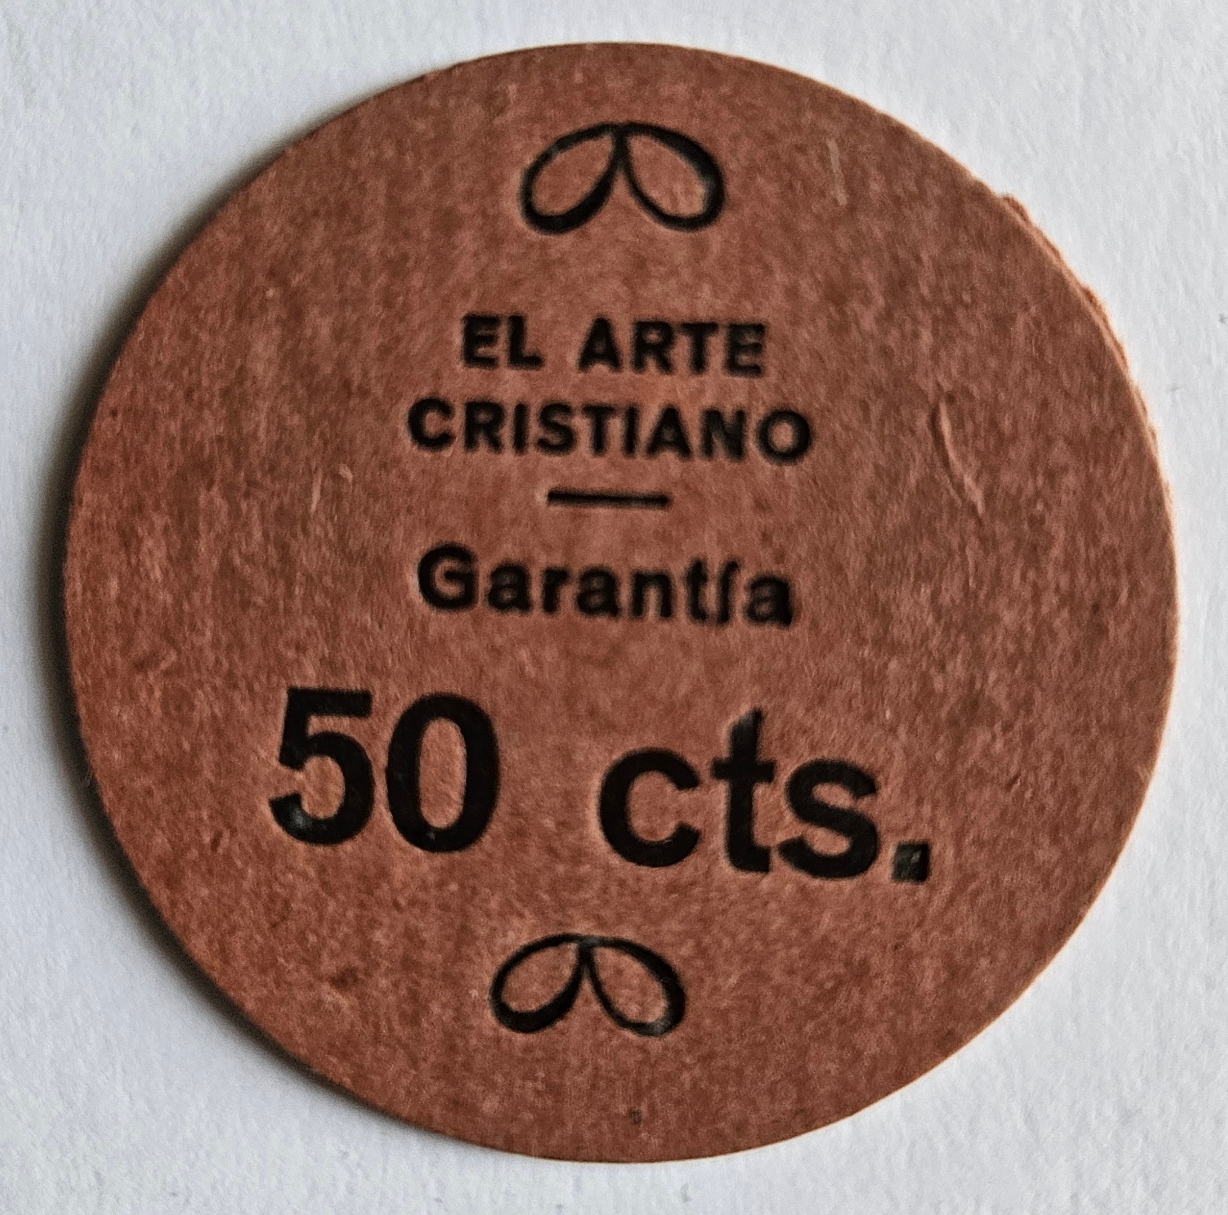 EL ARTE
CRISTIANO
Garantía
50 cts.